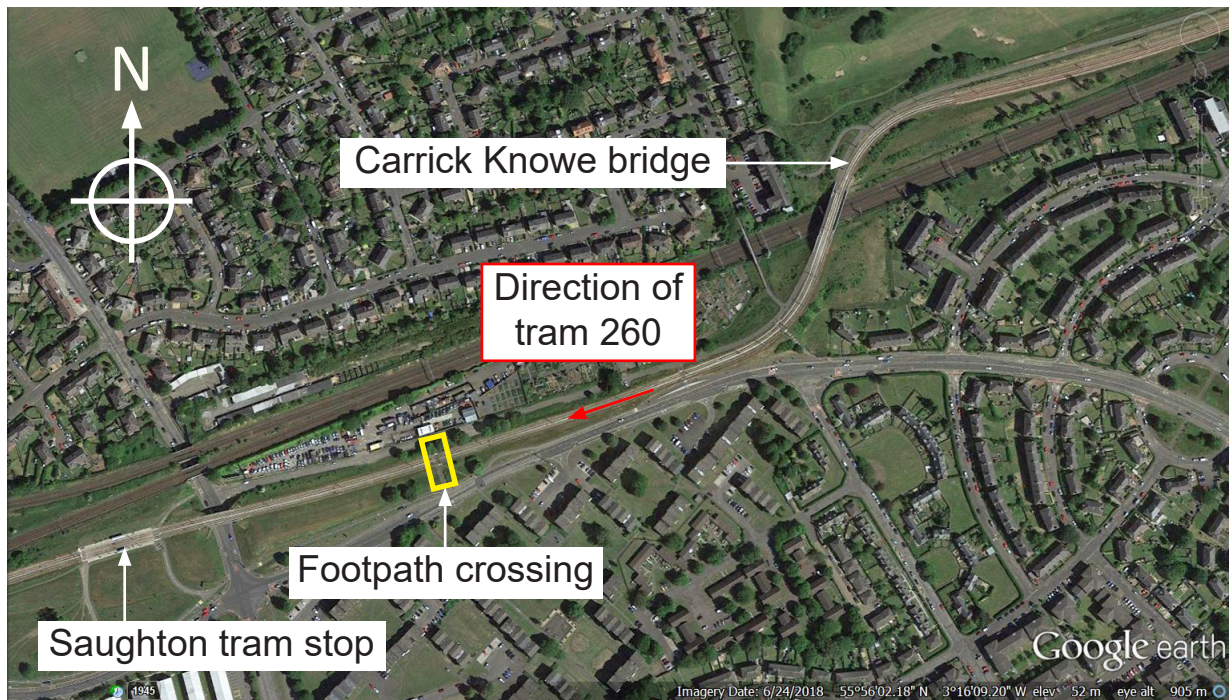 N
Carrick Knowe bridge
Direction of
tram 260
Footpath crossing
Saughton tram stop
Google earth
1945
Imagery Date: 6/24/2018 55°56'02.18" N 3°16'09.20" W elev 52 m eye alt 905 m